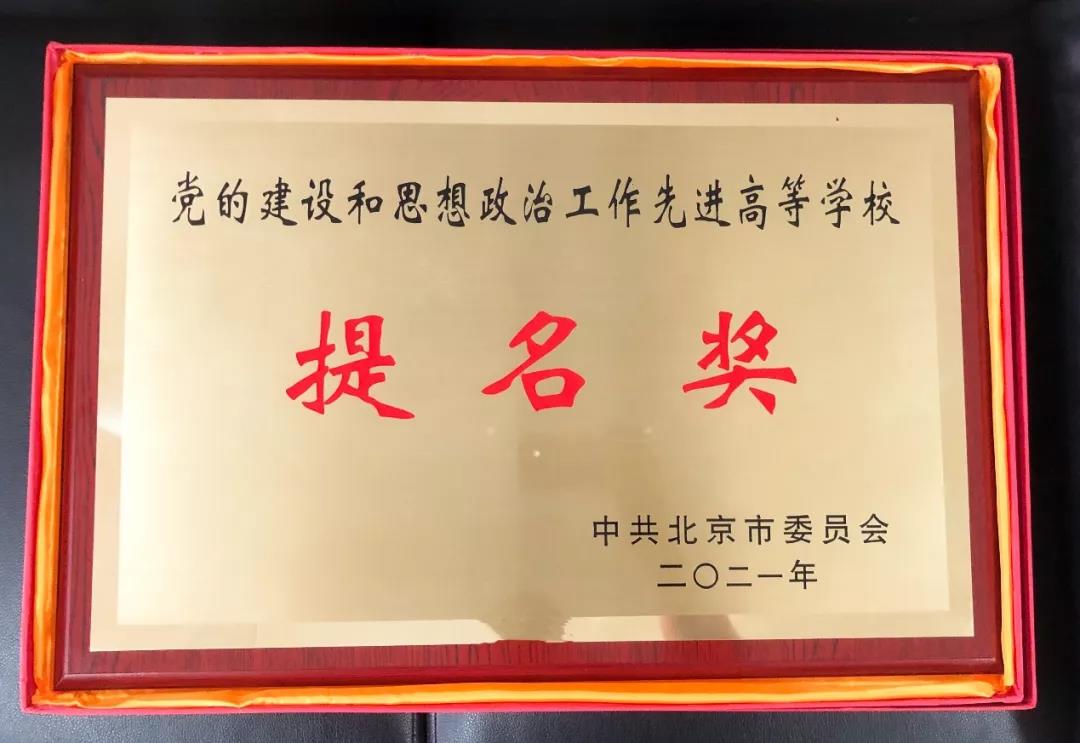 党的建设和思想政治工作先进高等学校
提名奖
中共北京市委员会
二〇二一年